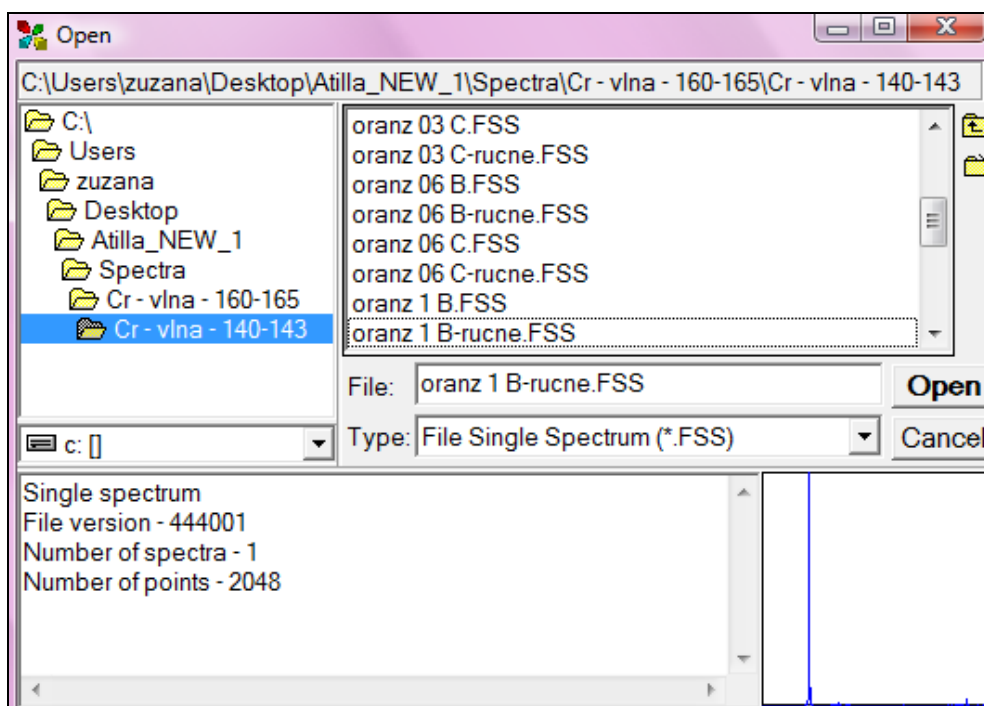 Open
C:\Users\zuzana\Desktop\Atilla_NEW_1\Spectra\Cr - vlna - 160-165\Cr - vlna - 140-143
C:\
Users
zuzana
Desktop
Atilla_NEW_1
Spectra
Cr - vlna - 160-165
Cr - vlna - 140-143
oranz 03 C.FSS
oranz 03 C-rucne.FSS
oranz 06 B.FSS
oranz 06 B-rucne.FSS
oranz 06 C.FSS
oranz 06 C-rucne.FSS
oranz 1 B.FSS
oranz 1 B-rucne.FSS
File: oranz 1 B-rucne.FSS Open
c: [] Type: File Single Spectrum (*.FSS) Cancel
Single spectrum
File version - 444001
Number of spectra - 1
Number of points - 2048